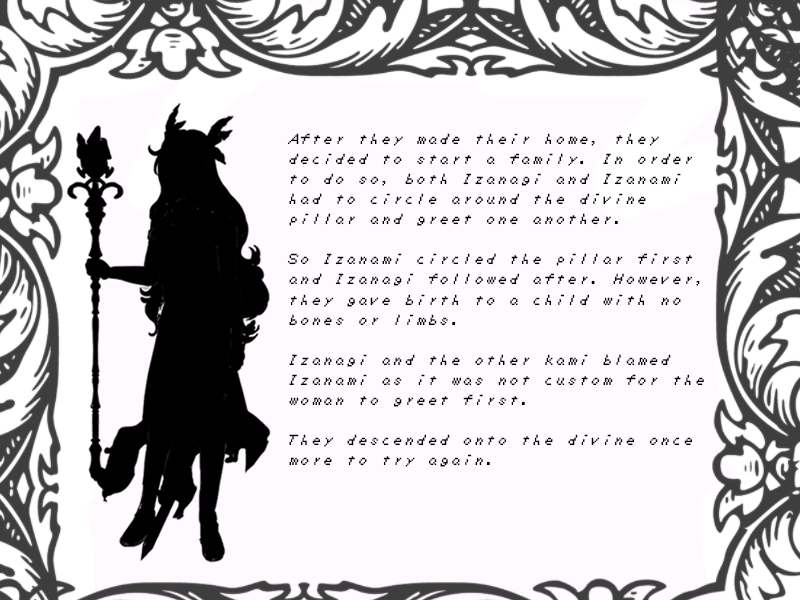 After they made their home, they
decided to start a family. In order
to do so, both Izanagi and Izanami
had to circle around the divine
pillar and greet one another.
So Izanami circled the pillar first
and Izanagi followed after. However,
they gave birth to a child with no
bones or limbs.
Izanagi and the other kami blamed
Izanami as it was not custom for the
woman to greet first.
They descended onto the divine once
more to try again.